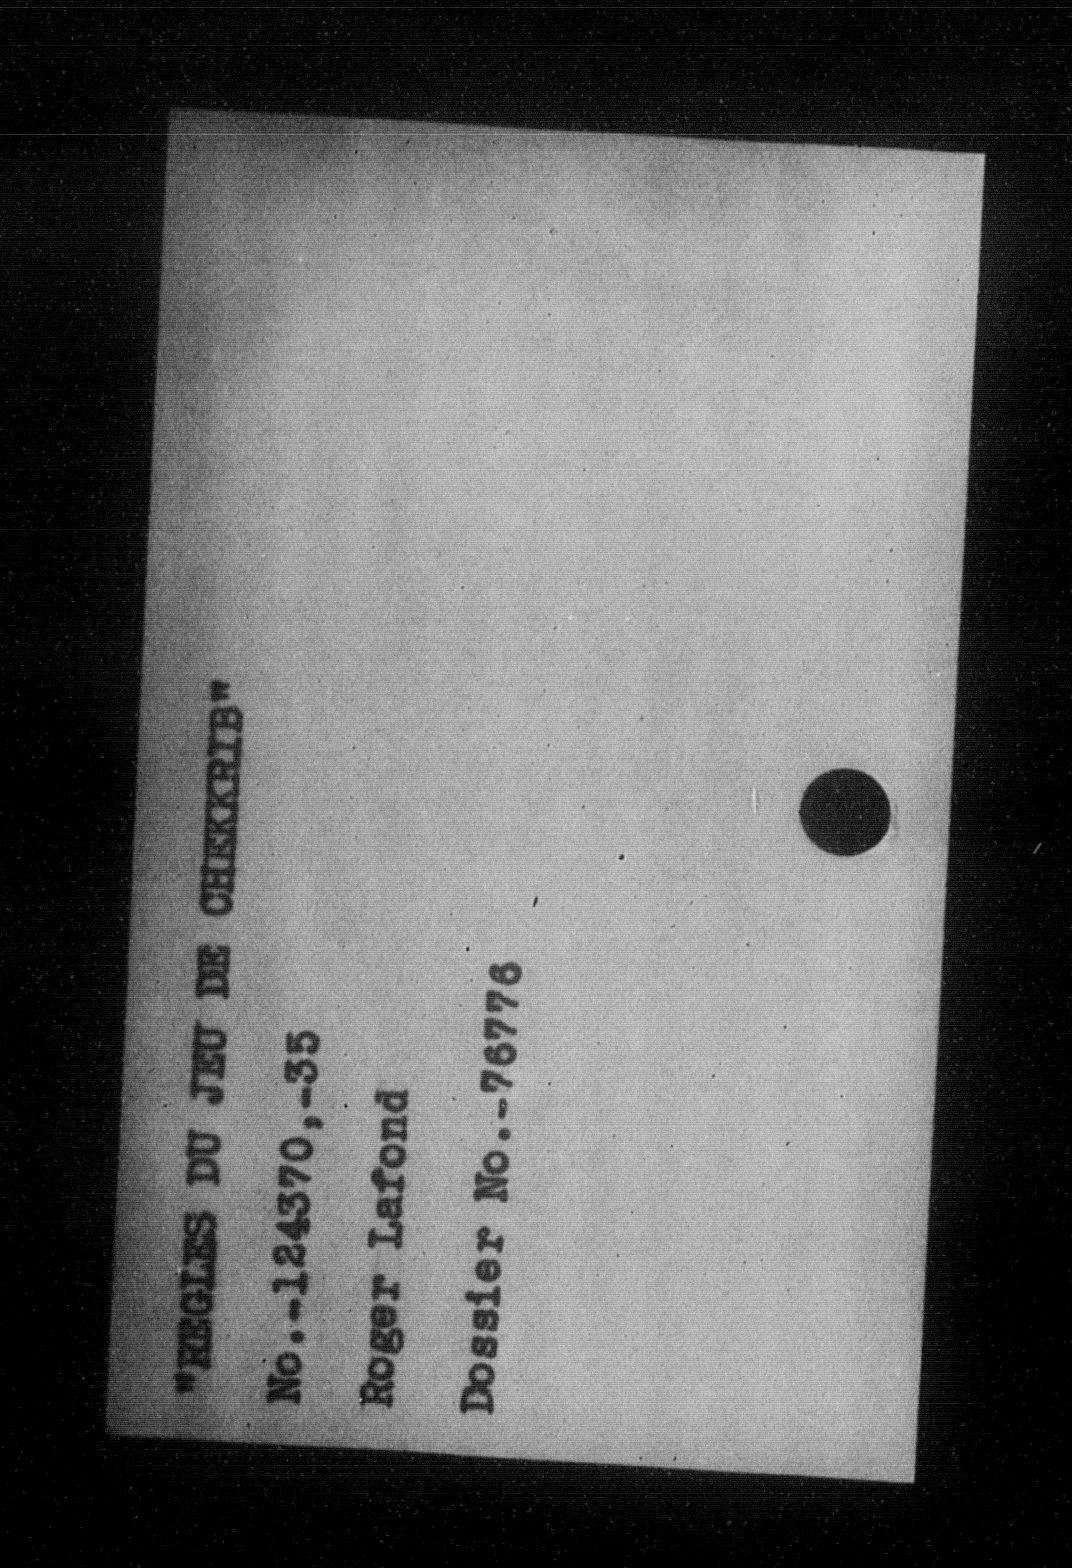 "REGLES DU JEU DE CHEKKRIB"
No.-124370,-35
Roger Lafond
Dossier No.-76776